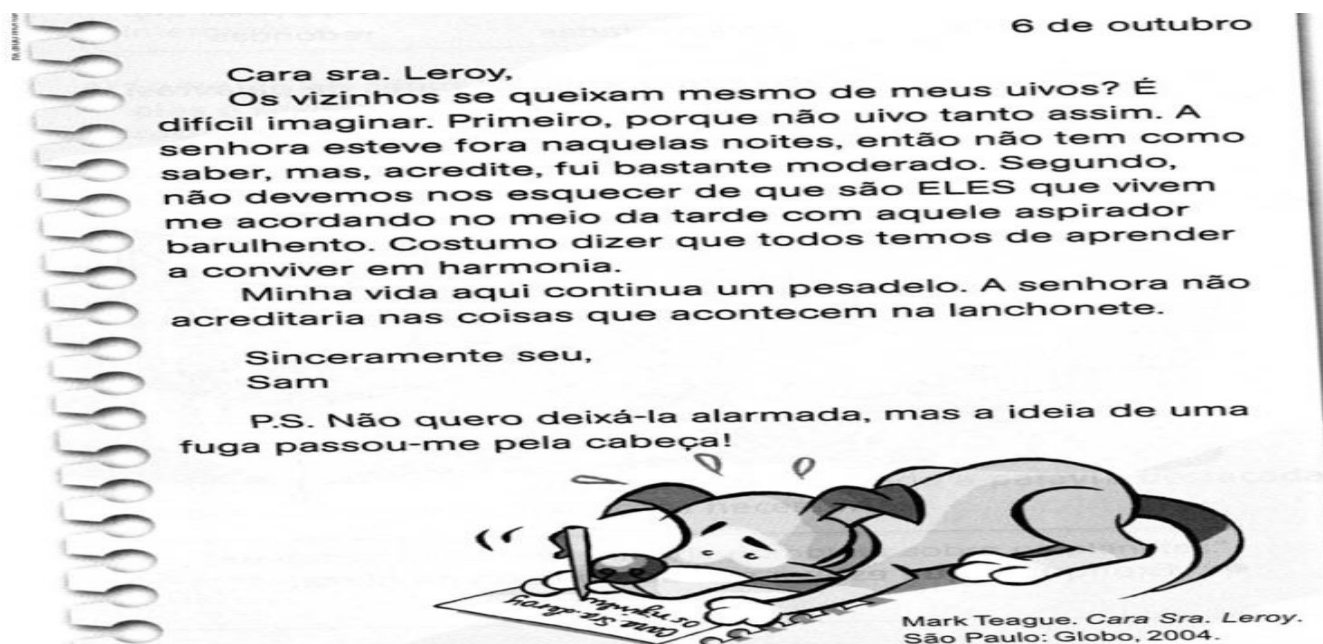 6 de outubro
Cara sra. Leroy,
Os vizinhos se queixam mesmo de meus uivos? É
difícil imaginar. Primeiro, porque não uivo tanto assim. A
senhora esteve fora naquelas noites, então não tem como
saber, mas, acredite, fui bastante moderado. Segundo,
não devemos nos esquecer de que são ELES que vivem
me acordando no meio da tarde com aquele aspirador
barulhento. Costumo dizer que todos temos de aprender
a conviver em harmonia.
Minha vida aqui continua um pesadelo. A senhora não
acreditaria nas coisas que acontecem na lanchonete.
Sinceramente seu,
Sam
P.S. Não quero deixá-la alarmada, mas a ideia de uma
fuga passou-me pela cabeça!
Cara Sra. Leroy
Mark Teague. Cara Sra. Leroy.
São Paulo: Globo, 2004.